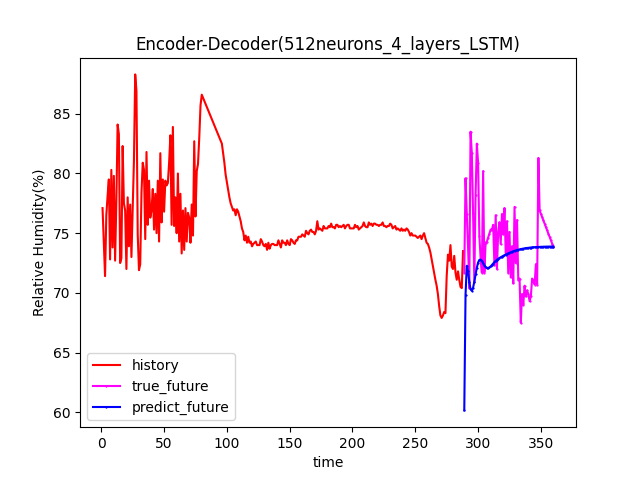 Encoder-Decoder(512neurons_4_layers_LSTM)
Relative Humidity(%)
85
80
75
70
65
60
history
true_future
predict_future
0 50 100 150 200 250 300 350
time